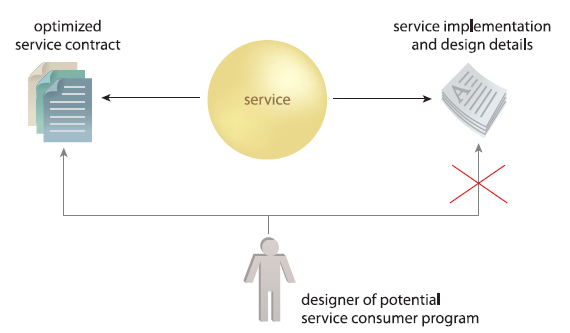 optimized
service contract
service implementation
and design details
service
A
designer of potential
service consumer program